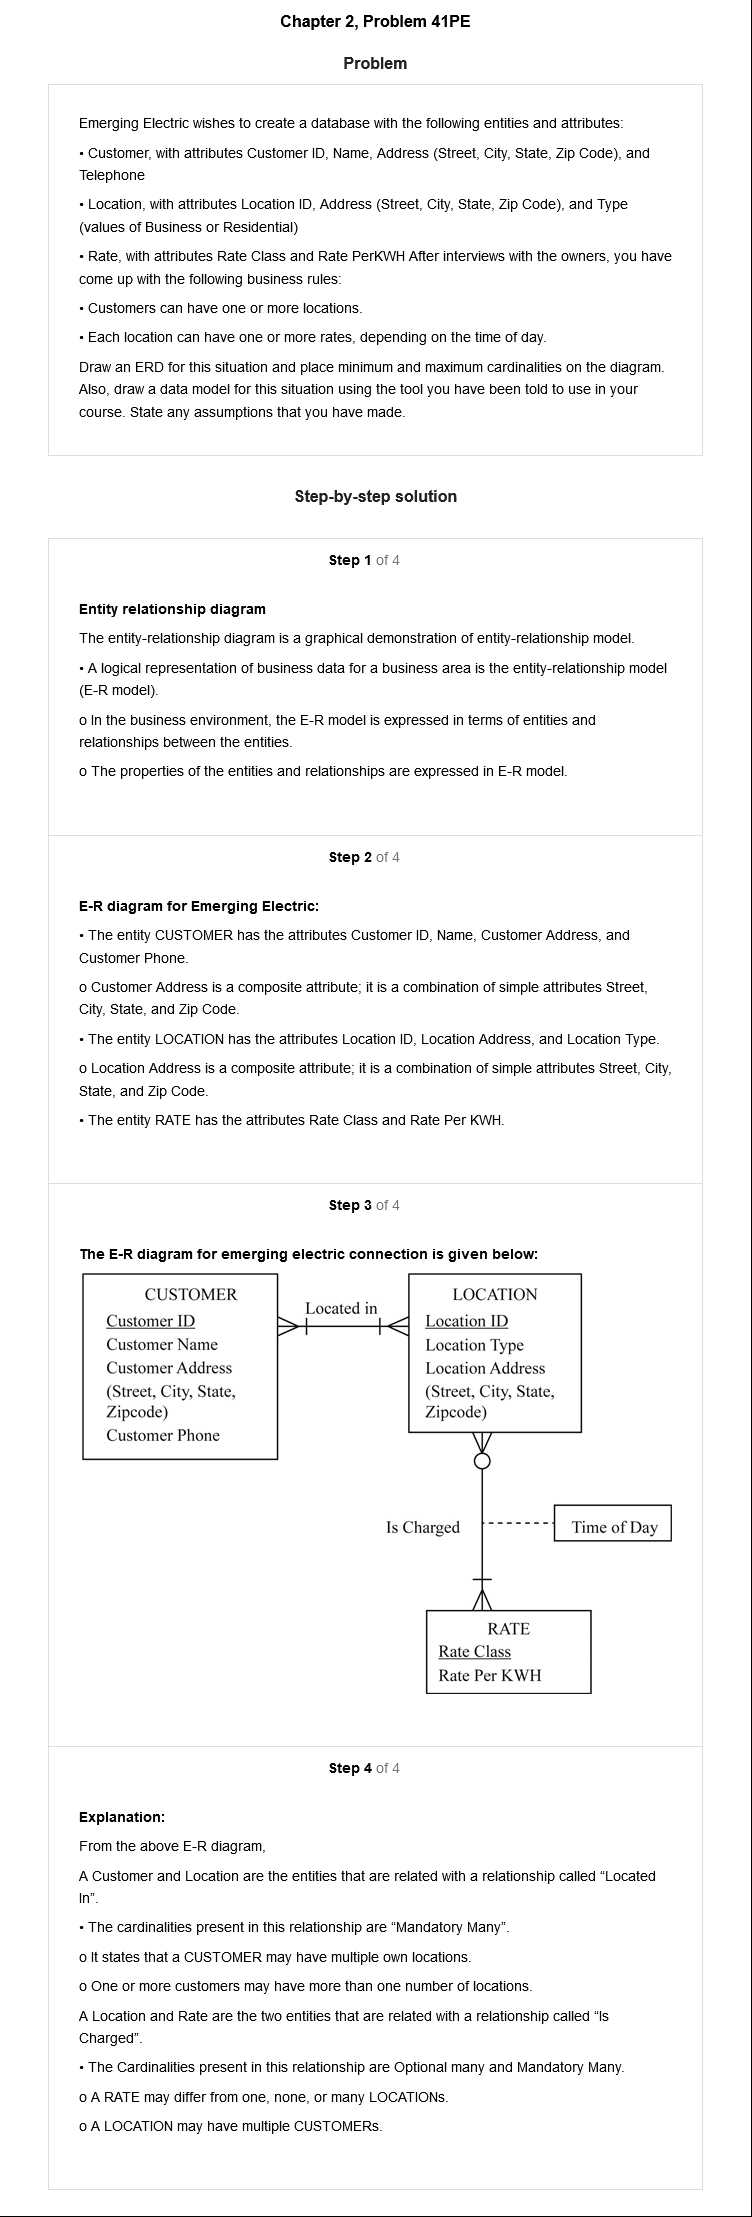 Chapter 2, Problem 41PE
Problem
Emerging Electric wishes to create a database with the following entities and attributes:
• Customer, with attributes Customer ID, Name, Address (Street, City, State, Zip Code), and
Telephone
• Location, with attributes Location ID, Address (Street, City, State, Zip Code), and Type
(values of Business or Residential)
• Rate, with attributes Rate Class and Rate PerKWH After interviews with the owners, you have
come up with the following business rules:
• Customers can have one or more locations.
• Each location can have one or more rates, depending on the time of day.
Draw an ERD for this situation and place minimum and maximum cardinalities on the diagram.
Also, draw a data model for this situation using the tool you have been told to use in your
course. State any assumptions that you have made.
Step-by-step solution
Step 1 of 4
Entity relationship diagram
The entity-relationship diagram is a graphical demonstration of entity-relationship model.
• A logical representation of business data for a business area is the entity-relationship model
(E-R model).
o In the business environment, the E-R model is expressed in terms of entities and
relationships between the entities.
o The properties of the entities and relationships are expressed in E-R model.
Step 2 of 4
E-R diagram for Emerging Electric:
• The entity CUSTOMER has the attributes Customer ID, Name, Customer Address, and
Customer Phone.
o Customer Address is a composite attribute; it is a combination of simple attributes Street,
City, State, and Zip Code.
• The entity LOCATION has the attributes Location ID, Location Address, and Location Type.
o Location Address is a composite attribute; it is a combination of simple attributes Street, City,
State, and Zip Code.
• The entity RATE has the attributes Rate Class and Rate Per KWH.
Step 3 of 4
The E-R diagram for emerging electric connection is given below:
CUSTOMER
Customer ID
Customer Name
Customer Address
(Street, City, State,
Zipcode)
Customer Phone
Located in
LOCATION
Location ID
Location Type
Location Address
(Street, City, State,
Zipcode)
Is Charged
Time of Day
RATE
Rate Class
Rate Per KWH
Step 4 of 4
Explanation:
From the above E-R diagram,
A Customer and Location are the entities that are related with a relationship called “Located
In”.
• The cardinalities present in this relationship are “Mandatory Many”.
o It states that a CUSTOMER may have multiple own locations.
o One or more customers may have more than one number of locations.
A Location and Rate are the two entities that are related with a relationship called “Is
Charged”.
• The Cardinalities present in this relationship are Optional many and Mandatory Many.
o A RATE may differ from one, none, or many LOCATIONs.
o A LOCATION may have multiple CUSTOMERs.